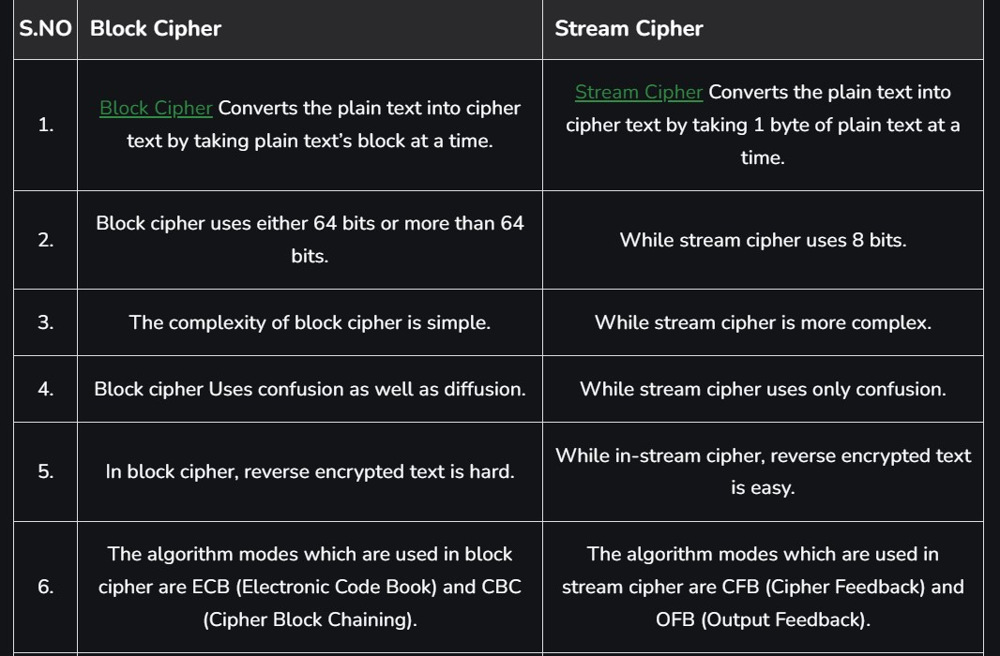 S.NO Block Cipher Stream Cipher
1.
Block Cipher Converts the plain text into cipher
text by taking plain text’s block at a time.
Stream Cipher Converts the plain text into
cipher text by taking 1 byte of plain text at a
time.
2.
Block cipher uses either 64 bits or more than 64
bits.
While stream cipher uses 8 bits.
3.
The complexity of block cipher is simple.
While stream cipher is more complex.
4.
Block cipher Uses confusion as well as diffusion.
While stream cipher uses only confusion.
5.
In block cipher, reverse encrypted text is hard.
While in-stream cipher, reverse encrypted text
is easy.
6.
The algorithm modes which are used in block
cipher are ECB (Electronic Code Book) and CBC
(Cipher Block Chaining).
The algorithm modes which are used in
stream cipher are CFB (Cipher Feedback) and
OFB (Output Feedback).